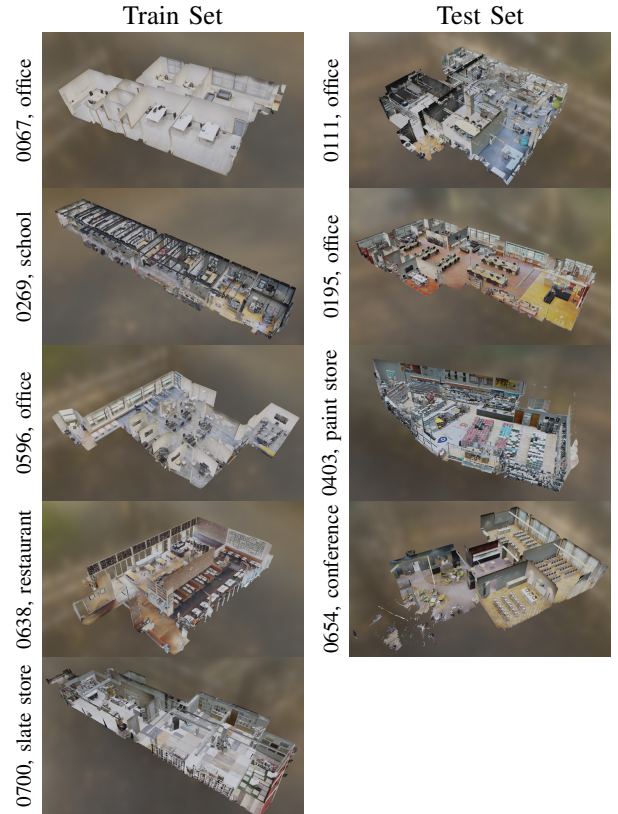 Train Set
Test Set
0067, office
0111, office
0269, school
0195, office
0596, office
0403, paint store
0638, restaurant
0654, conference
0700, slate store